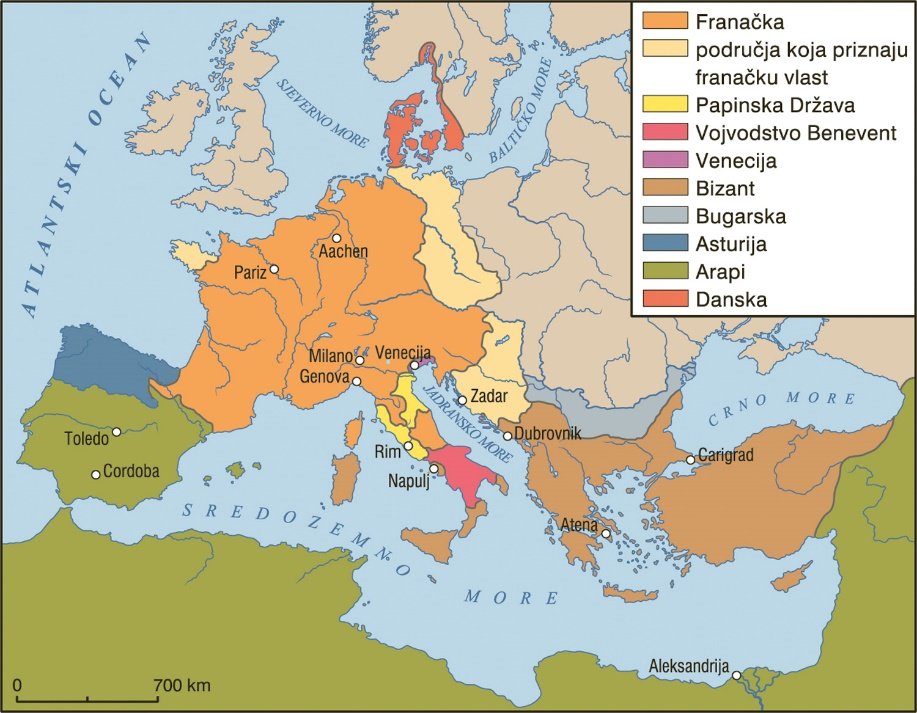 Franačka
područja koja priznaju
franačku vlast
Papinska Država
Vojvodstvo Benevent
Venecija
Bizant
Bugarska
Asturija
Arapi
Danska
ATLANTSKI OCEAN
SJEVERNO MORE
BALTIČKO MORE
Aachen
Pariz
Milano
Venecija
Genova
Zadar
JADRANSKO MORE
CRNO MORE
Toledo
Cordoba
Rim
Napulj
Dubrovnik
Carigrad
Atena
SREDOZEMNO
MORE
Aleksandrija
0 700 km